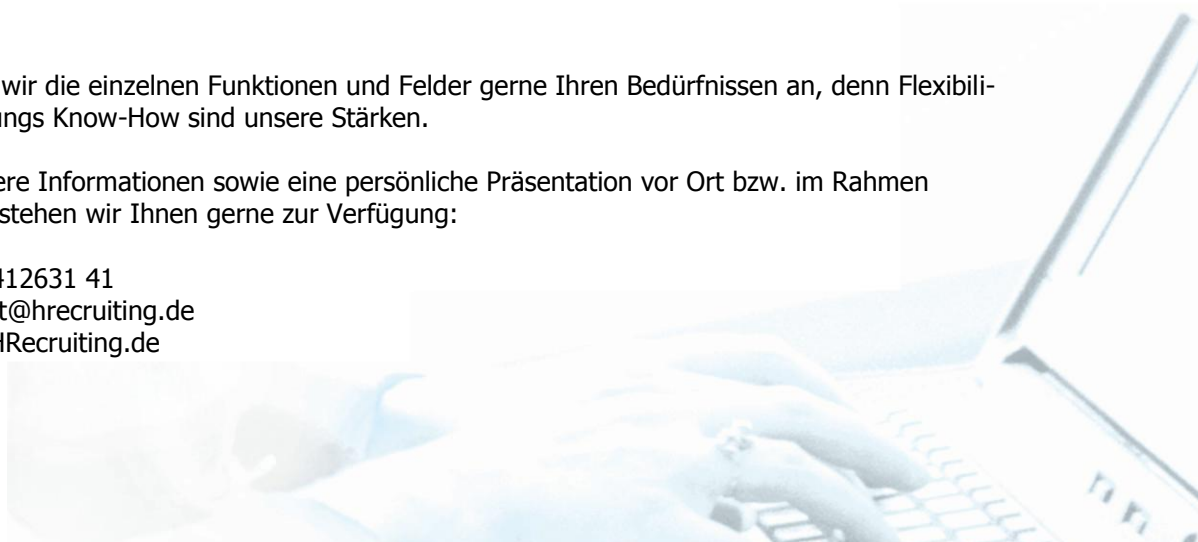 wir die einzelnen Funktionen und Felder gerne Ihren Bedürfnissen an, denn Flexibili-
ungs Know-How sind unsere Stärken.
ere Informationen sowie eine persönliche Präsentation vor Ort bzw. im Rahmen
stehen wir Ihnen gerne zur Verfügung:
412631 41
t@hrecruiting.de
HRecruiting.de